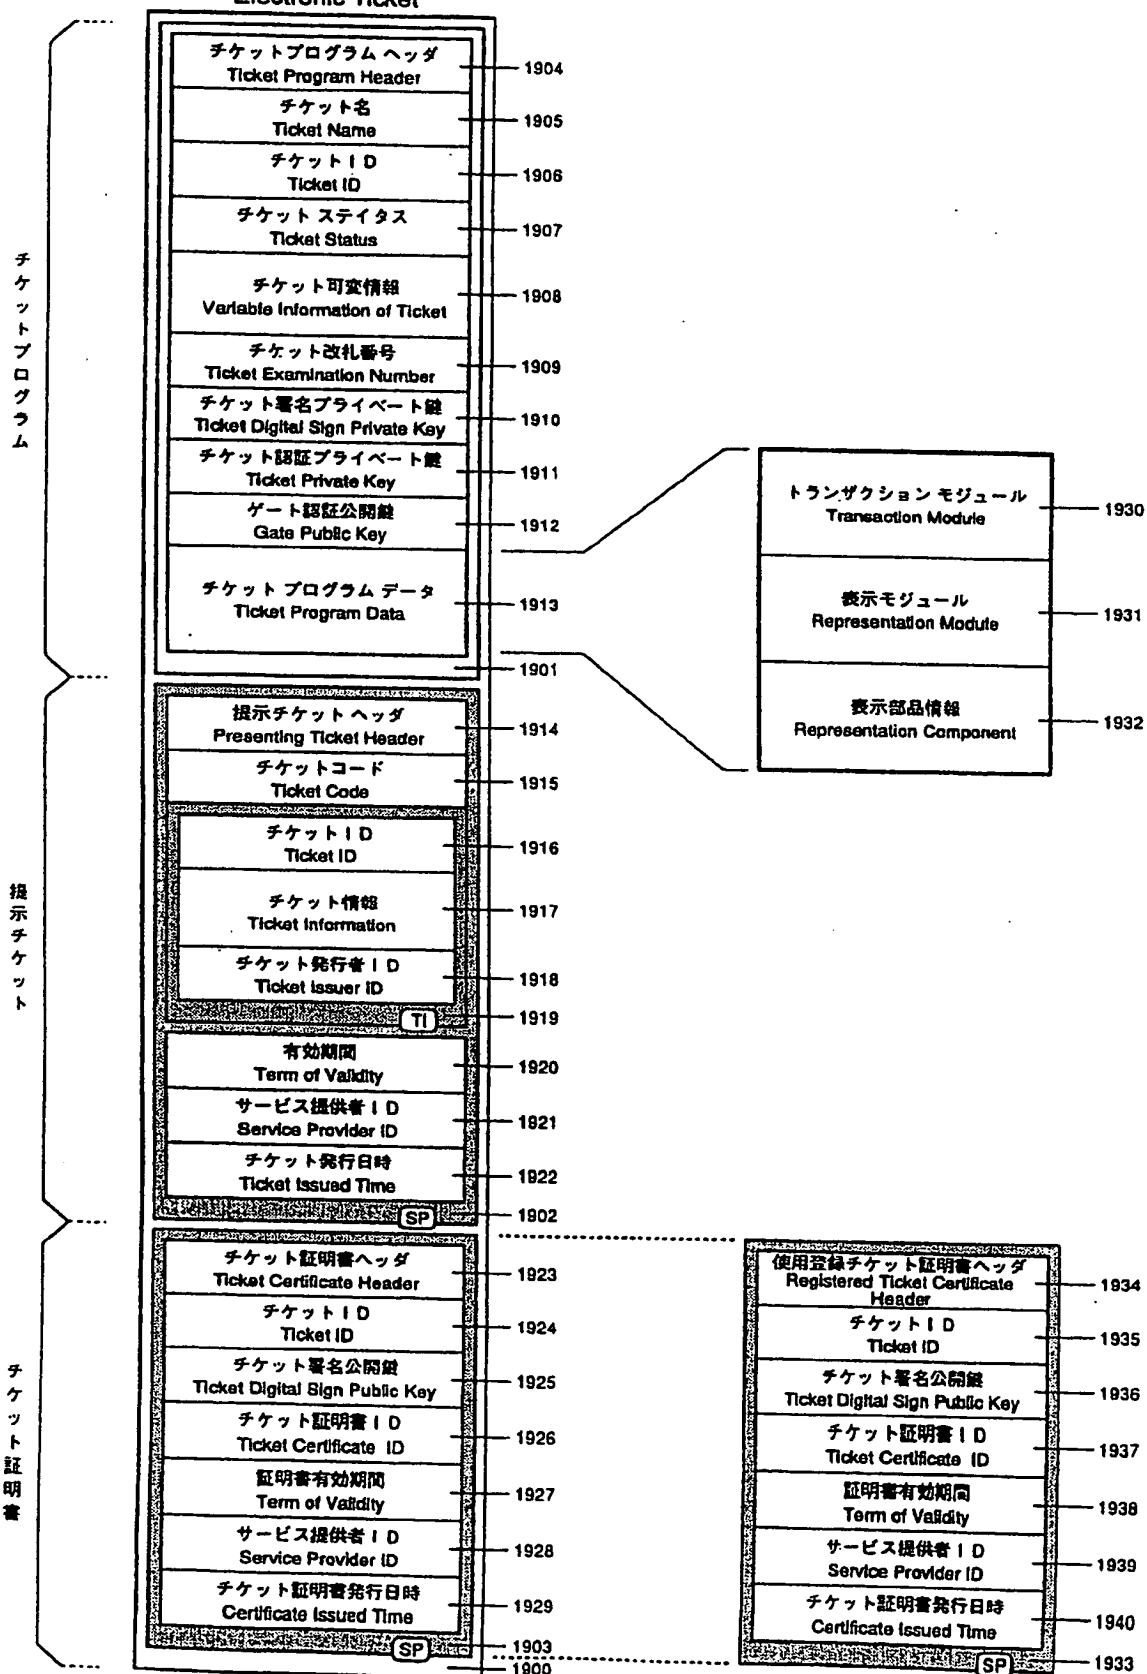 Electronic Ticket
チケットプログラム ヘッダ
Ticket Program Header
1904
チケット名
Ticket Name
1905
チケットID
Ticket ID
1906
チケット ステイタス
Ticket Status
1907
チケット可変情報
Variable Information of Ticket
1908
チケット改札番号
Ticket Examination Number
1909
チケット署名プライベート鍵
Ticket Digital Sign Private Key
1910
チケット認証プライベート鍵
Ticket Private Key
1911
ゲート認証公開鍵
Gate Public Key
1912
チケット プログラム データ
Ticket Program Data
1913
1901
チケットプログラム
トランザクション モジュール
Transaction Module
1930
表示モジュール
Representation Module
1931
表示部品情報
Representation Component
1932
提示チケット ヘッダ
Presenting Ticket Header
1914
チケットコード
Ticket Code
1915
チケットID
Ticket ID
1916
チケット情報
Ticket Information
1917
チケット発行者ID
Ticket Issuer ID
1918
TI
1919
有効期間
Term of Validity
1920
サービス提供者ID
Service Provider ID
1921
チケット発行日時
Ticket Issued Time
1922
SP
1902
提示チケット
チケット証明書ヘッダ
Ticket Certificate Header
1923
チケットID
Ticket ID
1924
チケット署名公開鍵
Ticket Digital Sign Public Key
1925
チケット証明書ID
Ticket Certificate ID
1926
証明書有効期間
Term of Validity
1927
サービス提供者ID
Service Provider ID
1928
チケット証明書発行日時
Certificate Issued Time
1929
SP
1903
1900
チケット証明書
使用登録チケット証明書ヘッダ
Registered Ticket Certificate
Header
1934
チケットID
Ticket ID
1935
チケット署名公開鍵
Ticket Digital Sign Public Key
1936
チケット証明書ID
Ticket Certificate ID
1937
証明書有効期間
Term of Validity
1938
サービス提供者ID
Service Provider ID
1939
チケット証明書発行日時
Certificate Issued Time
1940
SP
1933